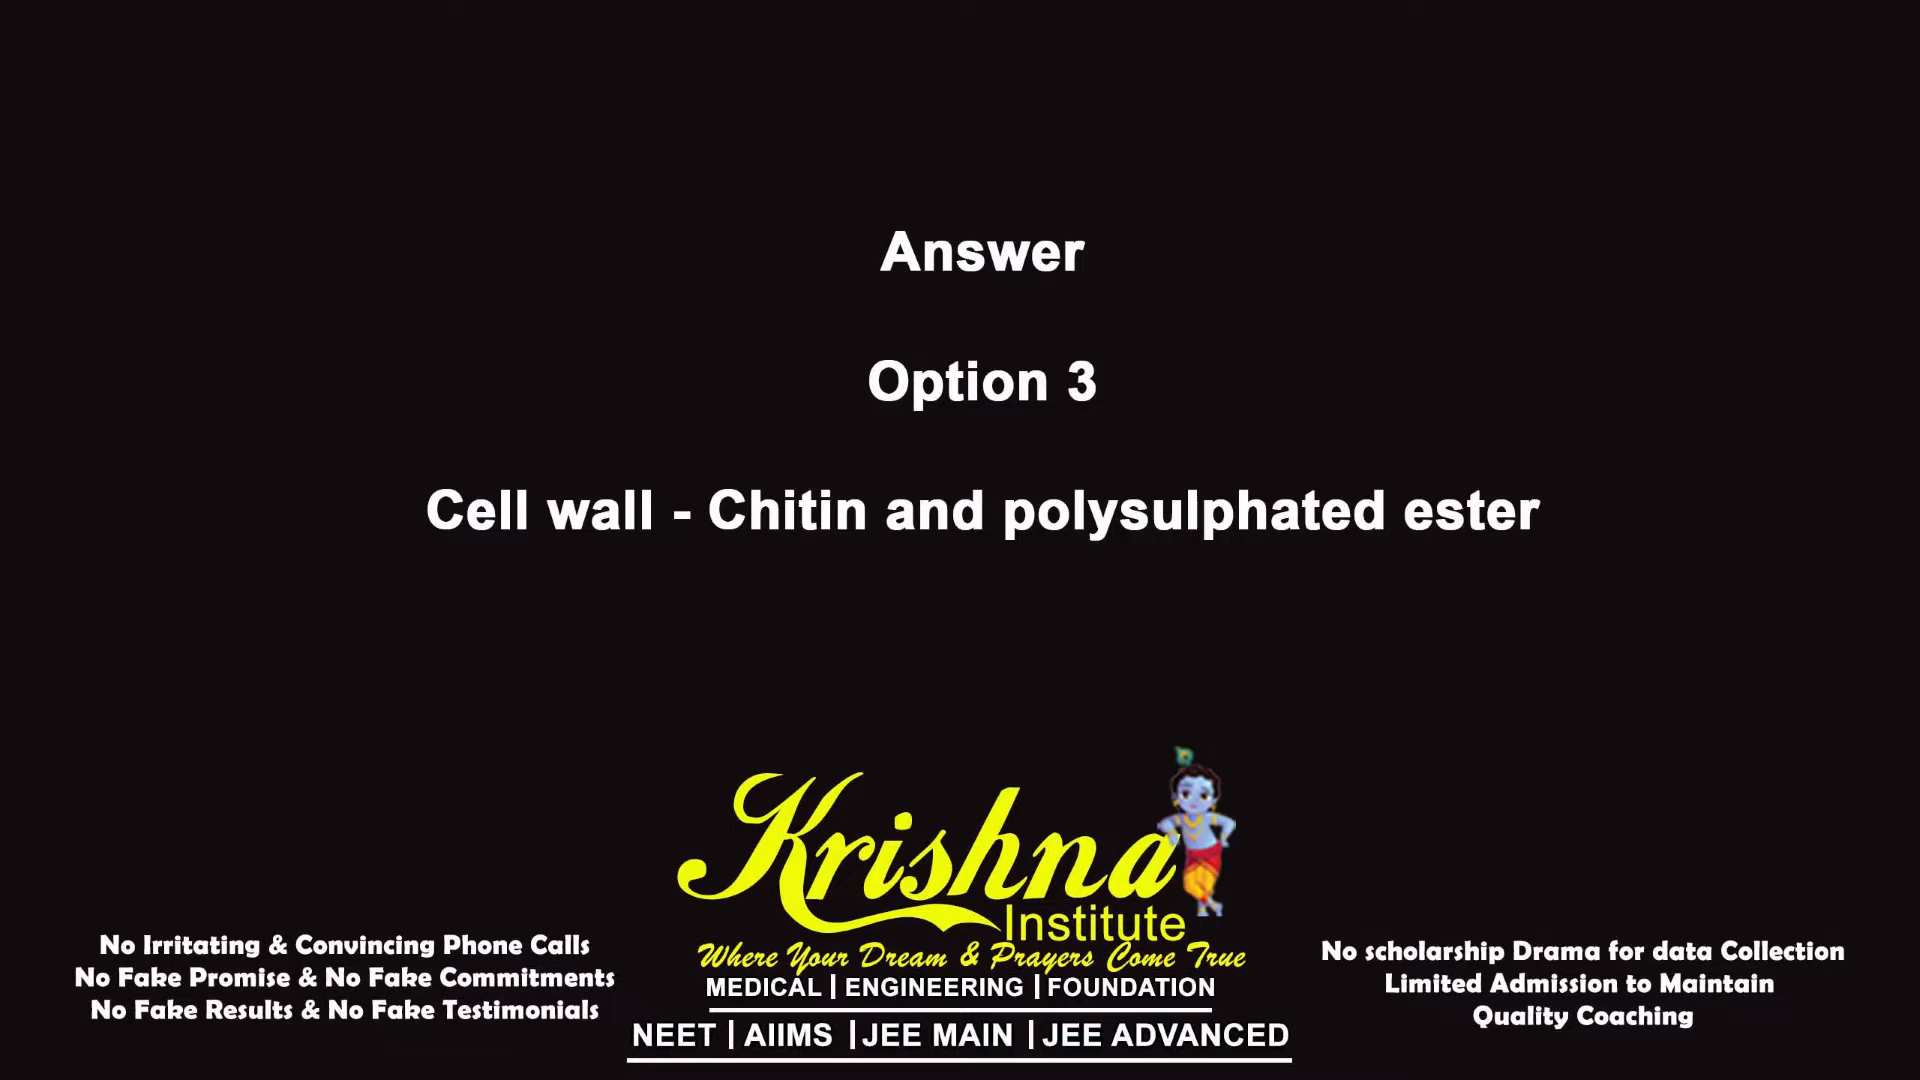 Answer
Option 3
Cell wall - Chitin and polysulphated ester
Krishna
Institute
Where Your Dream & Prayers Come True
MEDICAL | ENGINEERING | FOUNDATION
NEET | AIIMS | JEE MAIN | JEE ADVANCED
No Irritating & Convincing Phone Calls
No Fake Promise & No Fake Commitments
No Fake Results & No Fake Testimonials
No scholarship Drama for data Collection
Limited Admission to Maintain
Quality Coaching